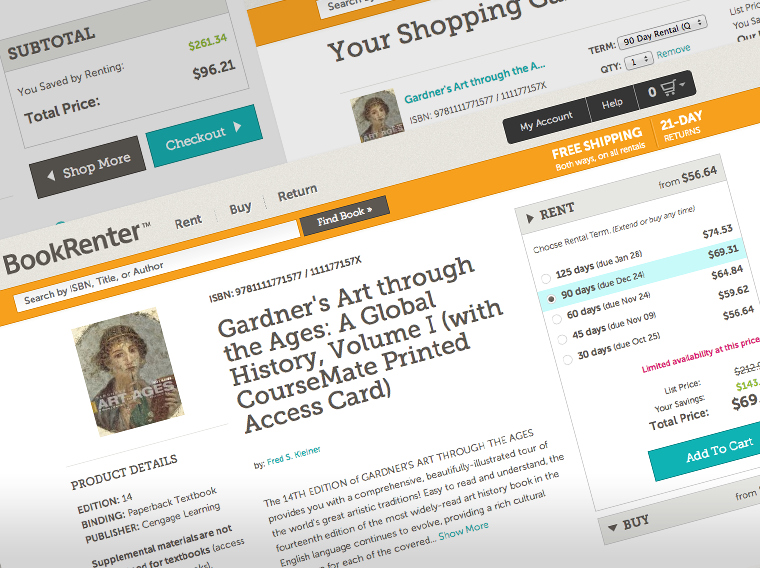 SUBTOTAL
You Saved by Renting:
$261.34
Total Price:
$96.21
Shop More
Checkout
Search by
Your Shopping
TERM:
90 Day Rental (Q
QTY:
1
Remove
List Pric
You Sa
Gardner's Art through the A...
ISBN: 9781111771577 / 111177157X
ART AGES
My Account
Help
0
FREE SHIPPING
Both ways, on all rentals
21-DAY
RETURNS
BookRenter™
Rent
Buy
Return
Search by ISBN, Title, or Author
Find Book »
ISBN: 9781111771577 / 111177157X
Gardner's Art through
the Ages: A Global
History, Volume I (with
CourseMate Printed
Access Card)
by: Fred S. Kleiner
The 14TH EDITION of GARDNER'S ART THROUGH THE AGES
provides you with a comprehensive, beautifully-illustrated tour of
the world's great artistic traditions! Easy to read and understand, the
fourteenth edition of the most widely-read art history book in the
English language continues to evolve, providing a rich cultural
for each of the covered... Show More
ART AGES
PRODUCT DETAILS
EDITION: 14
BINDING: Paperback Textbook
PUBLISHER: Cengage Learning
Supplemental materials are not
for textbooks (access
RENT
from $56.64
Choose Rental Term. (Extend or buy any time)
125 days (due Jan 28) $74.53
90 days (due Dec 24) $69.31
60 days (due Nov 24) $64.84
45 days (due Nov 09) $59.62
30 days (due Oct 25) $56.64
Limited availability at this price
List Price: $212.
Your Savings: $143.
Total Price: $69.
Add To Cart
BUY
from